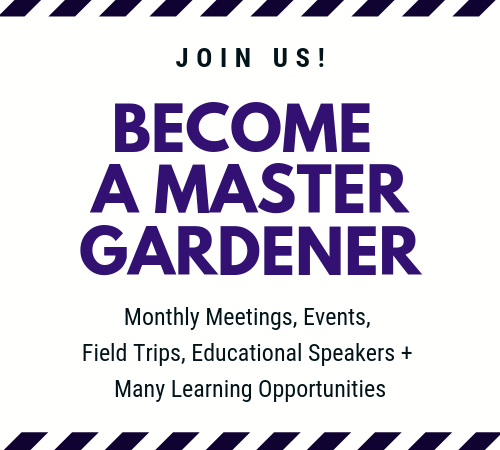 JOIN US!
BECOME
A MASTER
GARDENER
Monthly Meetings, Events,
Field Trips, Educational Speakers +
Many Learning Opportunities